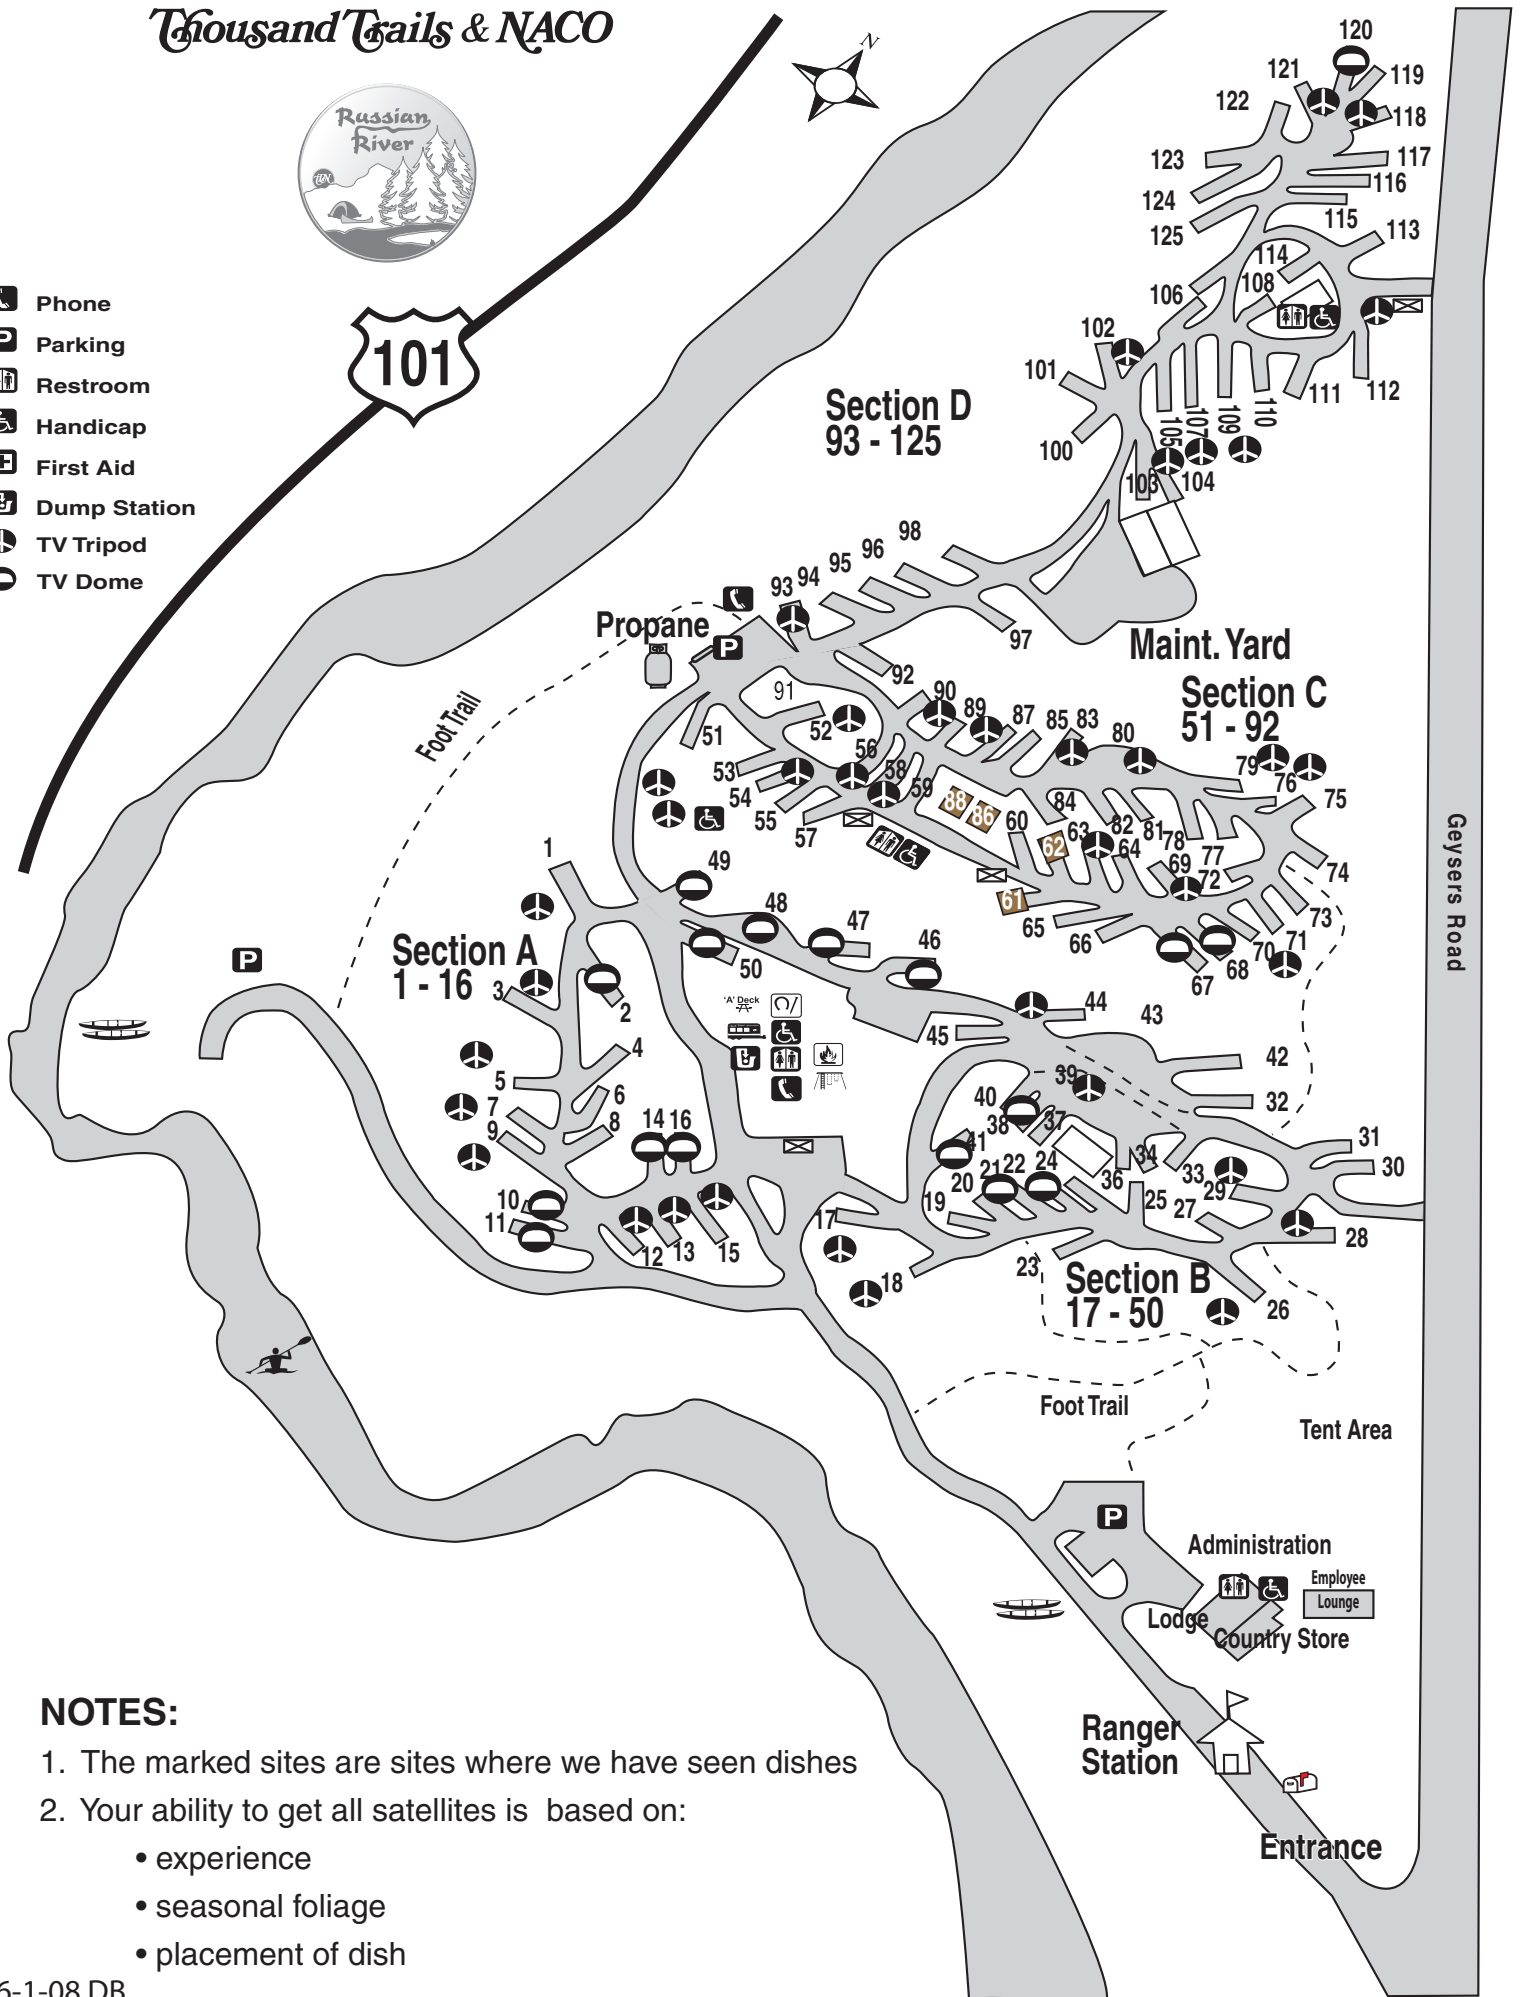 Thousand Trails & NACO
N
Russian
River
TTN
101
Phone
P Parking
Restroom
Handicap
First Aid
Dump Station
TV Tripod
TV Dome
120
121
119
122
118
123
117
116
124
115
125
113
114
108
106
102
101
112
111
110
109
107
105
100
103
104
Section D
93 - 125
98
96
95
94
93
97
Propane
P
Maint. Yard
Section C
51 - 92
92
91
90
89
87
85
83
80
79
76
75
51
52
53
54
55
56
57
58
59
88
86
60
84
63
82
81
78
77
62
64
69
72
74
61
65
66
73
70
71
67
68
Foot Trail
Geysers Road
1
49
48
47
46
50
Section A
1 - 16
P
3
2
'A' Deck
44
43
45
42
4
5
6
7
8
9
40
39
38
37
32
41
14
16
31
30
34
36
33
20
21
22
24
19
25
27
29
10
11
17
12
13
15
28
23
18
Section B
17 - 50
26
Foot Trail
Tent Area
P
Administration
Employee
Lounge
Lodge
Country Store
Ranger
Station
Entrance
NOTES:
1. The marked sites are sites where we have seen dishes
2. Your ability to get all satellites is based on:
• experience
• seasonal foliage
• placement of dish
6-1-08 DB